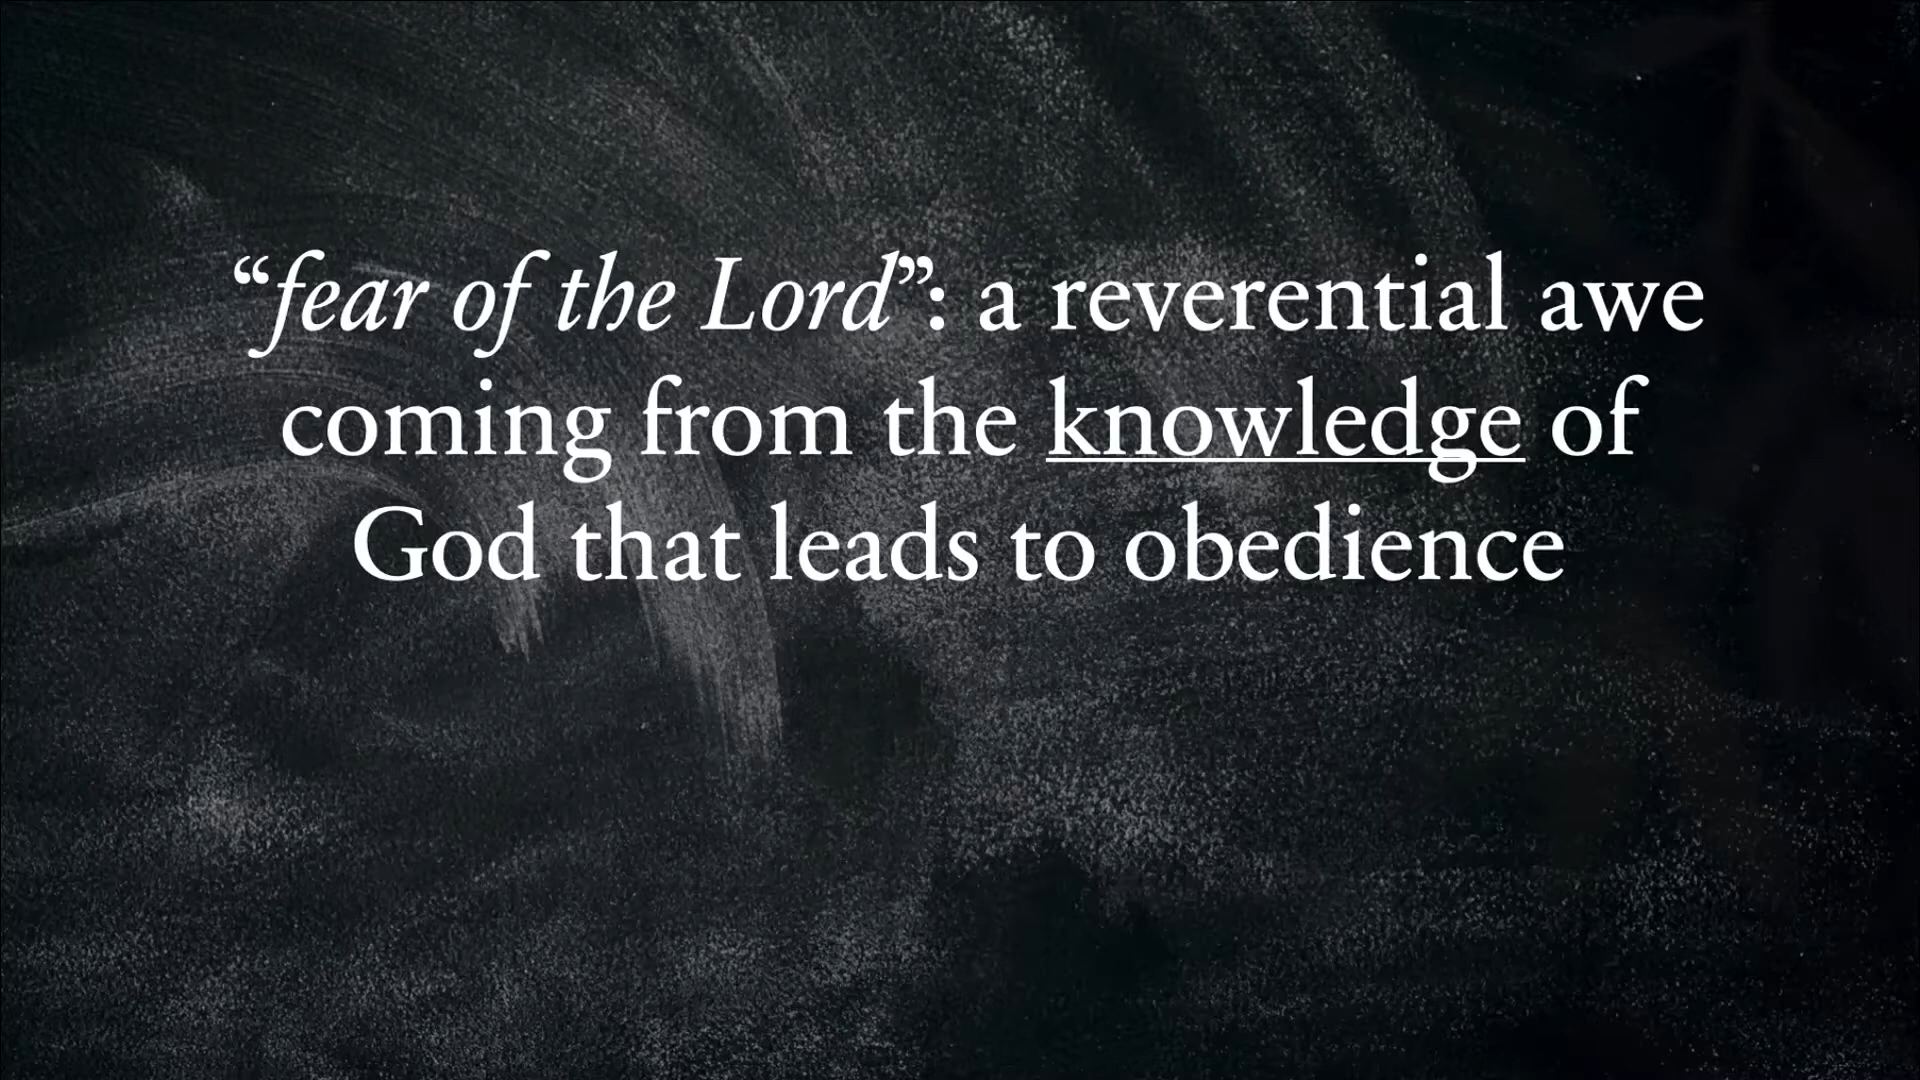 “fear of the Lord”: a reverential awe
coming from the knowledge of
God that leads to obedience